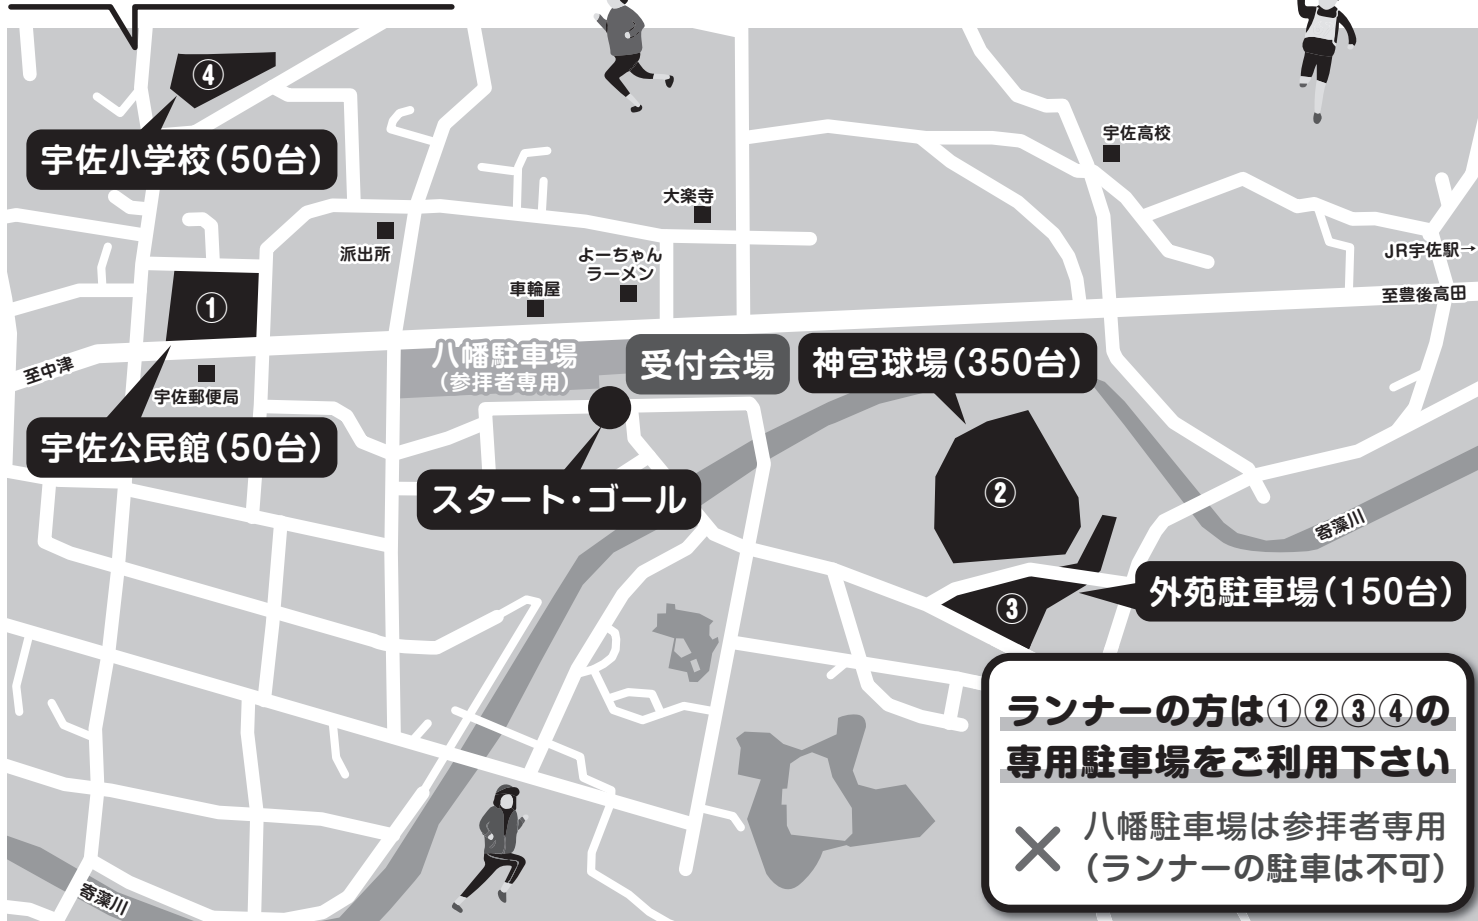 ④
宇佐小学校(50台)
宇佐高校
大楽寺
派出所
よーちゃん
ラーメン
JR宇佐駅→
車輪屋
至豊後高田
①
八幡駐車場
(参拝者専用)
受付会場
神宮球場(350台)
至中津
宇佐郵便局
宇佐公民館(50台)
スタート・ゴール
②
寄藻川
③
外苑駐車場(150台)
ランナーの方は①②③④の
専用駐車場をご利用下さい
× 八幡駐車場は参拝者専用
(ランナーの駐車は不可)
寄藻川